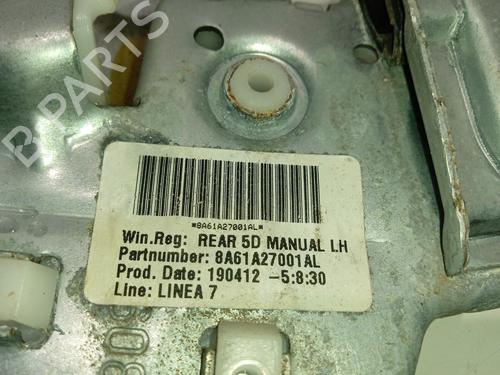 B PARTS
*8A61A27001AL*
Win.Reg: REAR 5D MANUAL LH
Partnumber: 8A61A27001AL
Prod. Date: 190412 -5:8:30
Line: LINEA 7